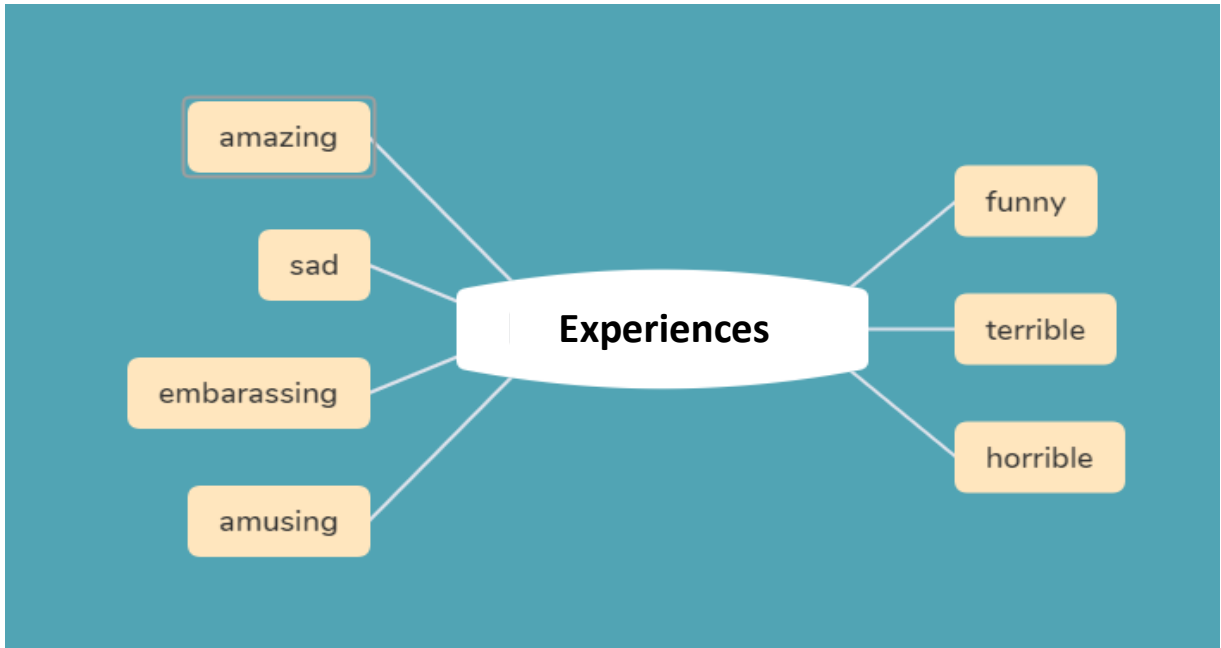 amazing
sad
embarassing
amusing
Experiences
funny
terrible
horrible